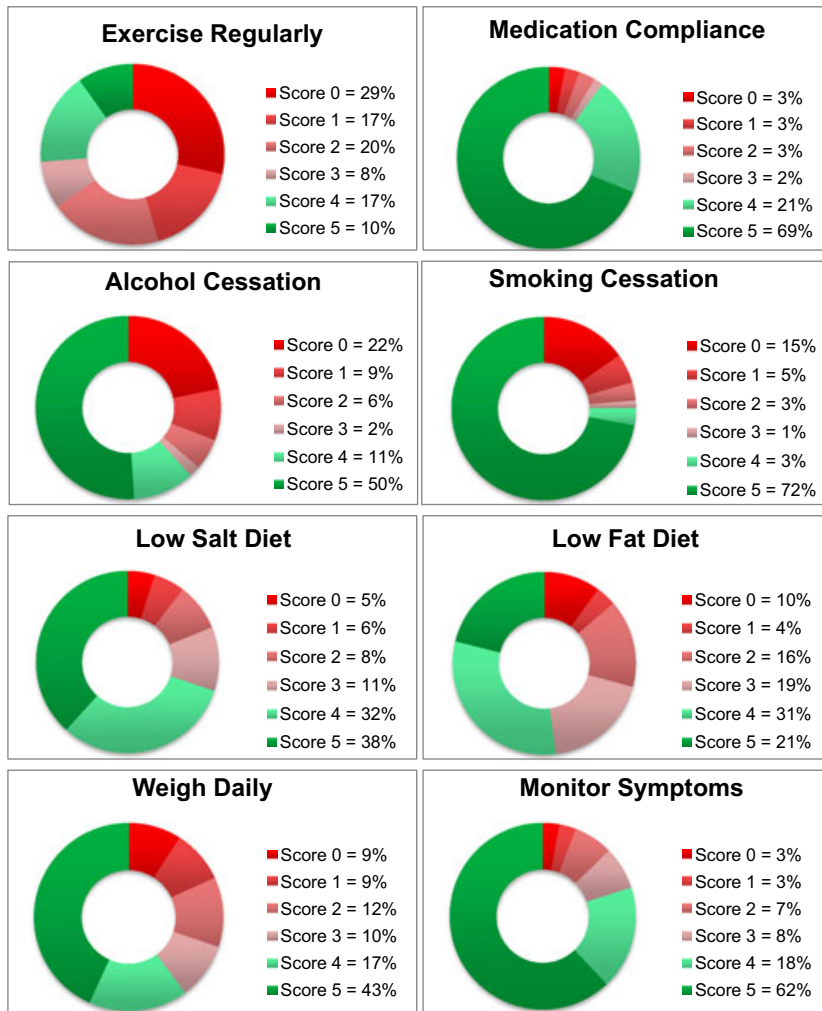 Exercise Regularly
Score 0 = 29%
Score 1 = 17%
Score 2 = 20%
Score 3 = 8%
Score 4 = 17%
Score 5 = 10%
Medication Compliance
Score 0 = 3%
Score 1 = 3%
Score 2 = 3%
Score 3 = 2%
Score 4 = 21%
Score 5 = 69%
Alcohol Cessation
Score 0 = 22%
Score 1 = 9%
Score 2 = 6%
Score 3 = 2%
Score 4 = 11%
Score 5 = 50%
Smoking Cessation
Score 0 = 15%
Score 1 = 5%
Score 2 = 3%
Score 3 = 1%
Score 4 = 3%
Score 5 = 72%
Low Salt Diet
Score 0 = 5%
Score 1 = 6%
Score 2 = 8%
Score 3 = 11%
Score 4 = 32%
Score 5 = 38%
Low Fat Diet
Score 0 = 10%
Score 1 = 4%
Score 2 = 16%
Score 3 = 19%
Score 4 = 31%
Score 5 = 21%
Weigh Daily
Score 0 = 9%
Score 1 = 9%
Score 2 = 12%
Score 3 = 10%
Score 4 = 17%
Score 5 = 43%
Monitor Symptoms
Score 0 = 3%
Score 1 = 3%
Score 2 = 7%
Score 3 = 8%
Score 4 = 18%
Score 5 = 62%